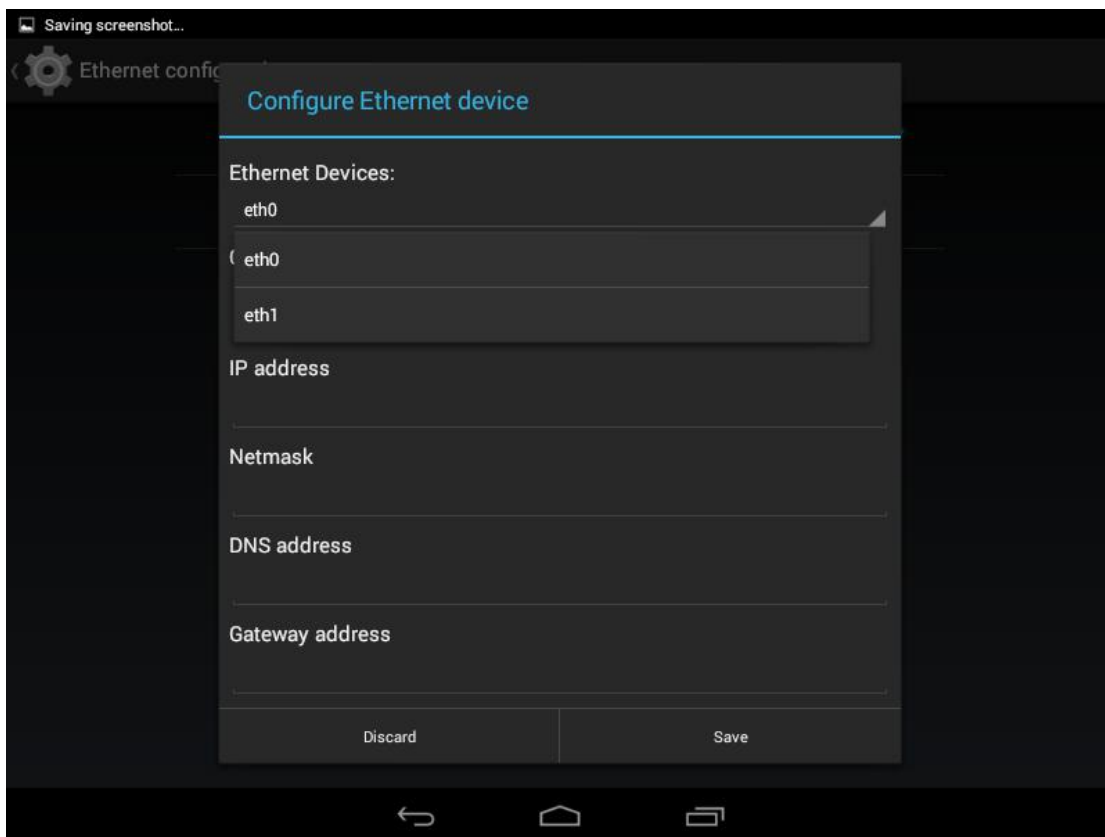 Saving screenshot...
Ethernet config
Configure Ethernet device
Ethernet Devices:
eth0
eth0
eth1
IP address
Netmask
DNS address
Gateway address
Discard
Save